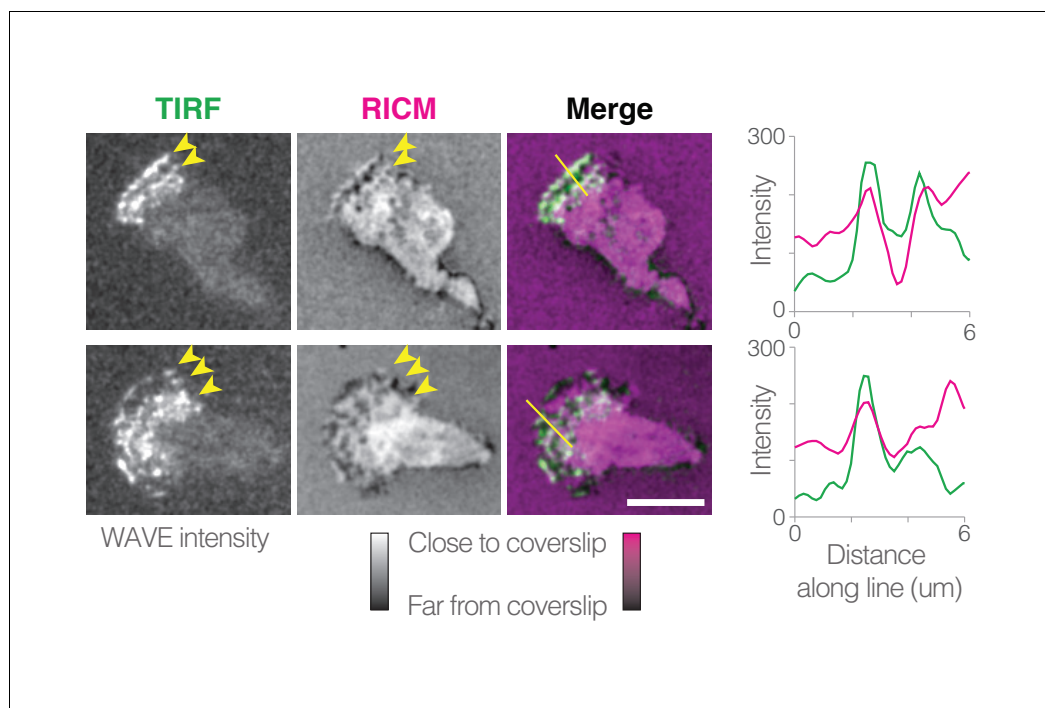 TIRF
RICM
Merge
300
Intensity
0
0
6
300
Intensity
0
0
6
Distance
along line (um)
WAVE intensity
Close to coverslip
Far from coverslip